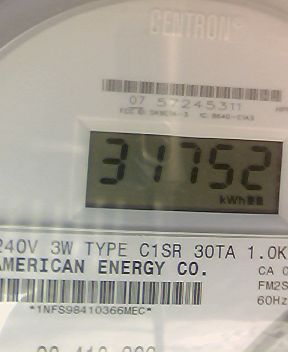 CENTRON®
07 57245311
31752
kWh
240V 3W TYPE C1SR 30TA 1.0K
AMERICAN ENERGY CO.
CA 0
FM2S
60Hz
*1NFS98410366MEC*